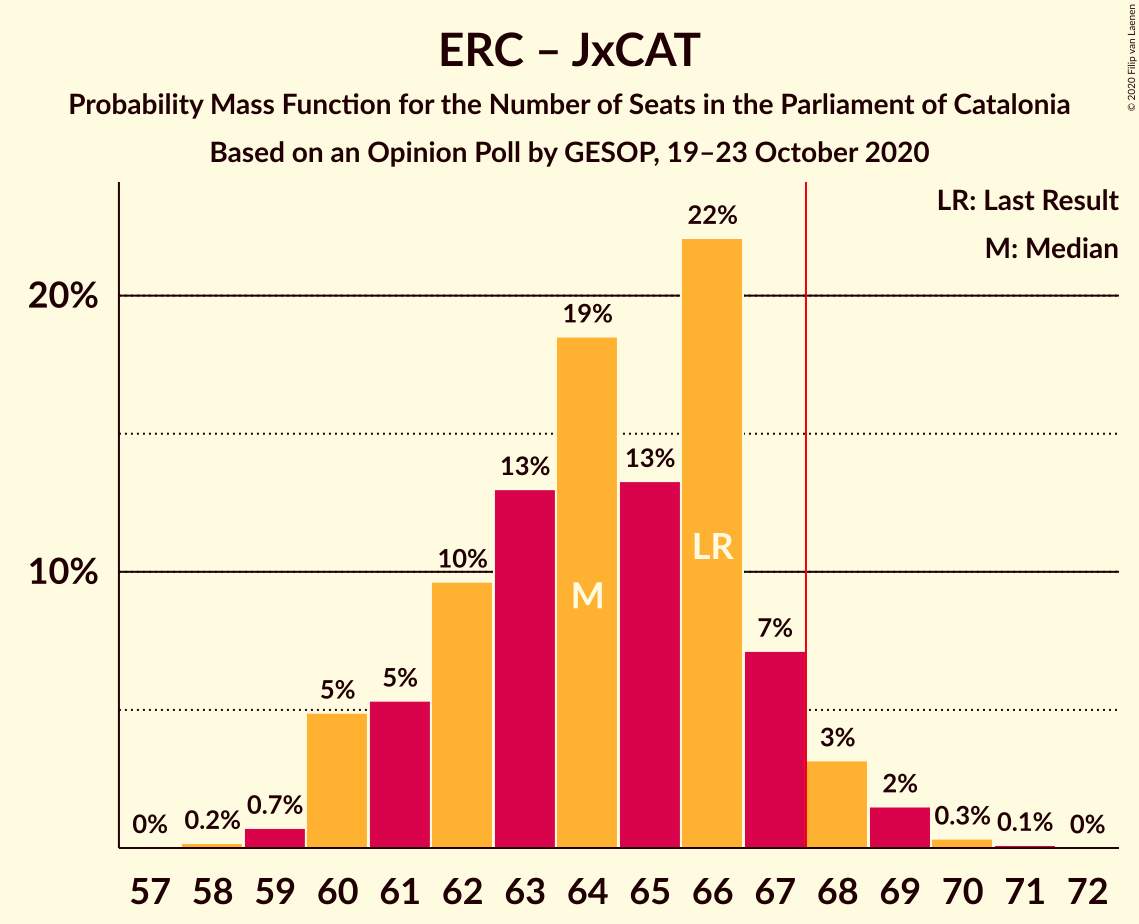 ERC – JxCAT
Probability Mass Function for the Number of Seats in the Parliament of Catalonia
Based on an Opinion Poll by GESOP, 19–23 October 2020
© 2020 Filip van Laenen
LR: Last Result
M: Median
20%
10%
0%
0.2%
0.7%
5%
5%
10%
13%
19%
13%
22%
7%
3%
2%
0.3%
0.1%
0%
M
LR
57 58 59 60 61 62 63 64 65 66 67 68 69 70 71 72